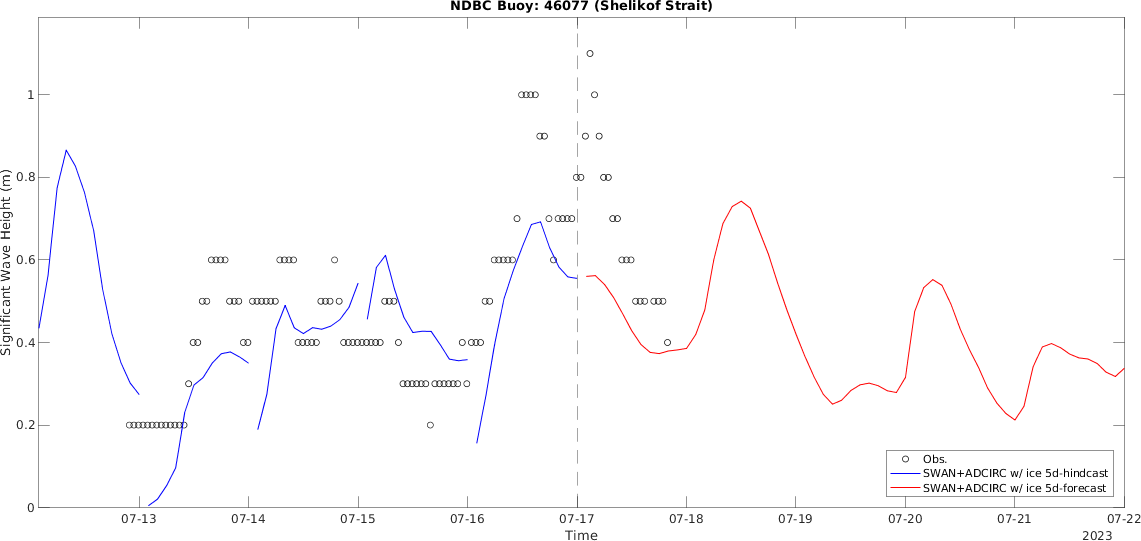 NDBC Buoy: 46077 (Shelikof Strait)
Significant Wave Height (m)
1
0.8
0.6
0.4
0.2
0
Obs.
SWAN+ADCIRC w/ ice 5d-hindcast
SWAN+ADCIRC w/ ice 5d-forecast
07-13 07-14 07-15 07-16 07-17 07-18 07-19 07-20 07-21 07-22
Time
2023